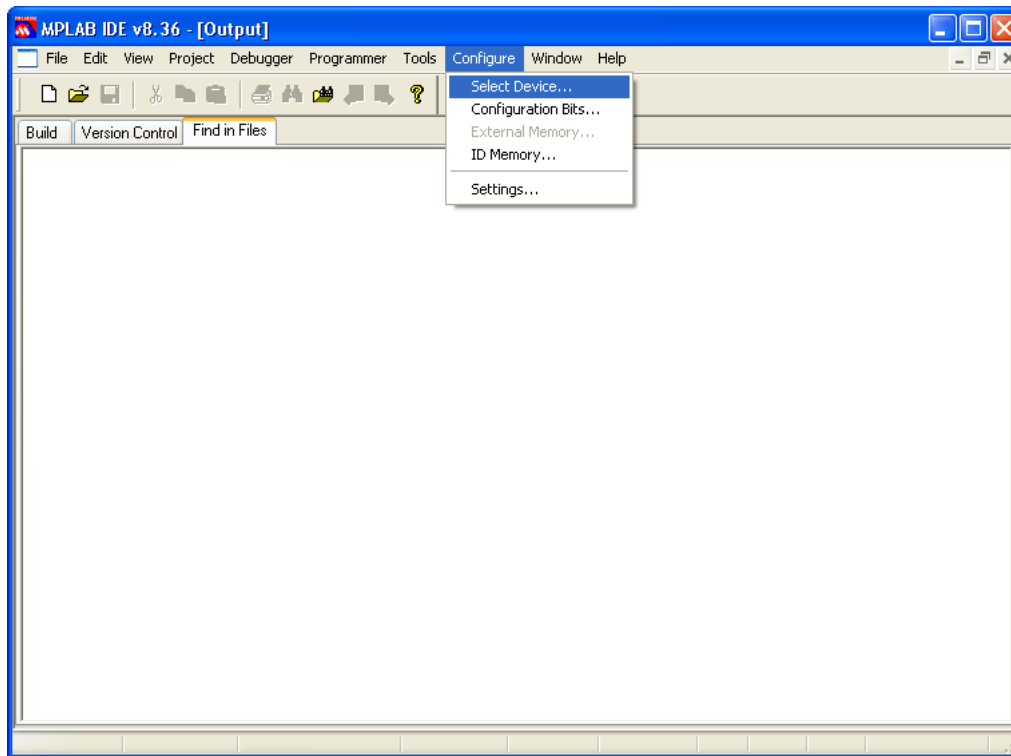 MPLAB IDE v8.36 - [Output]
File Edit View Project Debugger Programmer Tools Configure Window Help
Select Device...
Configuration Bits...
External Memory...
ID Memory...
Settings...
Build Version Control Find in Files